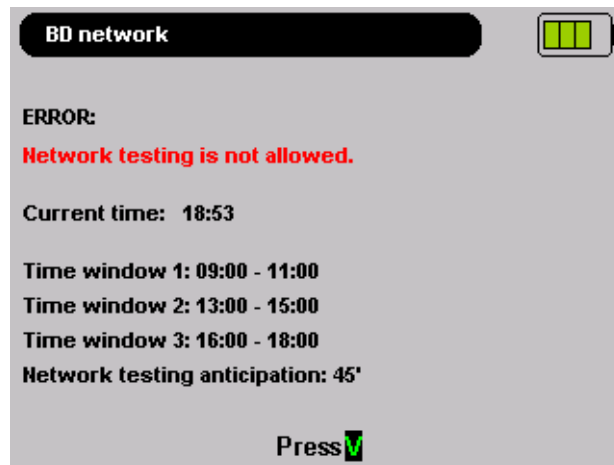 BD network
ERROR:
Network testing is not allowed.
Current time: 18:53
Time window 1: 09:00 - 11:00
Time window 2: 13:00 - 15:00
Time window 3: 16:00 - 18:00
Network testing anticipation: 45'
Press V